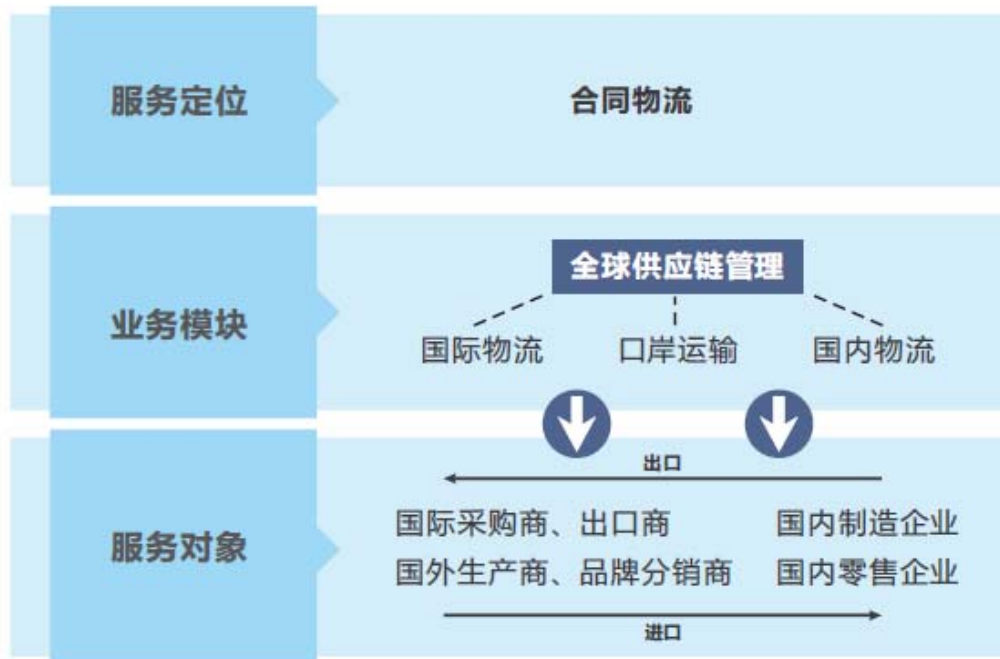 服务定位
合同物流
业务模块
全球供应链管理
国际物流 口岸运输 国内物流
服务对象
出口
国际采购商、出口商 国内制造企业
国外生产商、品牌分销商 国内零售企业
进口